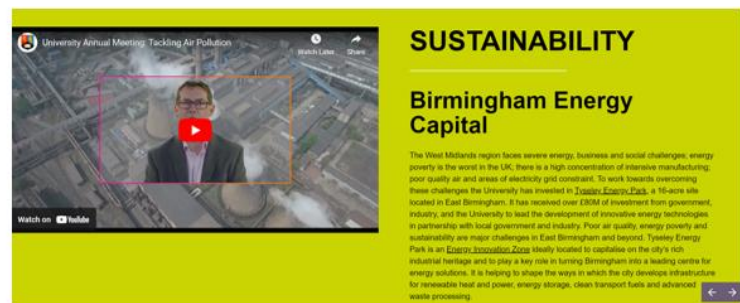 University Annual Meeting: Tackling Air Pollution
Watch Later
Share
Watch on YouTube
SUSTAINABILITY
Birmingham Energy
Capital
The West Midlands region faces severe energy, business and social challenges; energy
poverty is the worst in the UK; there is a high concentration of intensive manufacturing;
poor quality air and areas of electricity grid constraint. To work towards overcoming
these challenges the University has invested in Tyseley Energy Park, a 16-acre site
located in East Birmingham. It has received over £80M of investment from government,
industry, and the University to lead the development of innovative energy technologies
in partnership with local government and industry. Poor air quality, energy poverty and
sustainability are major challenges in East Birmingham and beyond. Tyseley Energy
Park is an Energy Innovation Zone ideally located to capitalise on the city's rich
industrial heritage and to play a key role in turning Birmingham into a leading centre for
energy solutions. It is helping to shape the ways in which the city develops infrastructure
for renewable heat and power, energy storage, clean transport fuels and advanced
waste processing.